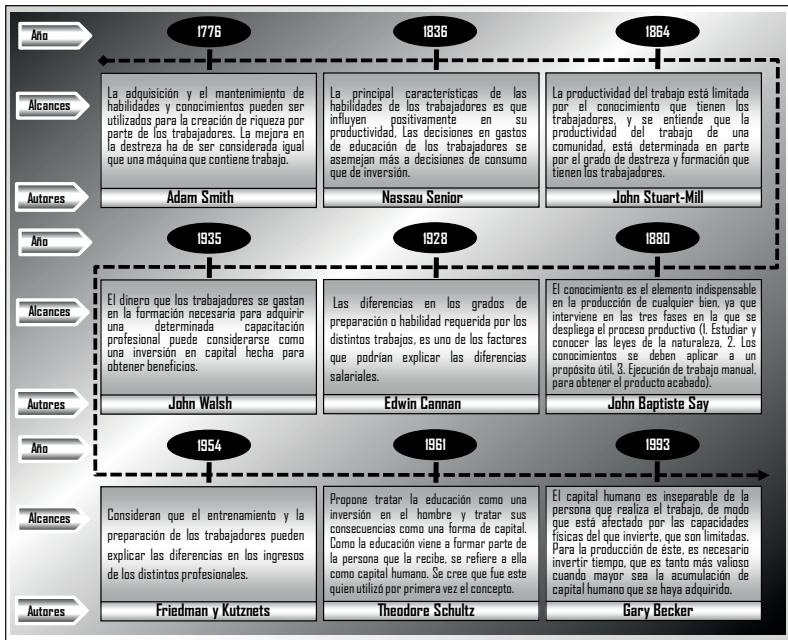 Año
1776
1836
1864
Alcances
La adquisición y el mantenimiento de
habilidades y conocimientos pueden ser
utilizados para la creación de riqueza por
parte de los trabajadores. La mejora en
la destreza ha de ser considerada igual
que una máquina que contiene trabajo.
La principal características de las
habilidades de los trabajadores es que
influyen positivamente en su
productividad, Las decisiones en gastos
de educación de los trabajadores se
asemejan más a decisiones de consumo
que de inversión.
La productividad del trabajo está limitada
por el conocimiento que tienen los
trabajadores, y se entiende que la
productividad del trabajo de una
comunidad, está determinada en parte
por el grado de destreza y formación que
tienen los trabajadores.
Autores
Adam Smith
Nassau Senior
John Stuart-Mill
Año
1935
1928
1880
Alcances
El dinero que los trabajadores se gastan
en la formación necesaria para adquirir
una determinada capacitación
profesional puede considerarse como
una inversión en capital hecha para
obtener beneficios.
Las diferencias en los grados de
preparación o habilidad requerida por los
distintos trabajos, es uno de los factores
que podrían explicar las diferencias
salariales.
El conocimiento es el elemento indispensable
en la producción de cualquier bien, ya que
interviene en las tres fases en la que se
despliega el proceso productivo (1. Estudiar y
conocer las leyes de la naturaleza, 2. Los
conocimientos se deben aplicar a un
propósito útil, 3. Ejecución de trabajo manual,
para obtener el producto acabado).
Autores
John Walsh
Edwin Cannan
John Baptiste Say
Año
1954
1961
1993
Alcances
Consideran que el entrenamiento y la
preparación de los trabajadores pueden
explicar las diferencias en los ingresos
de los distintos profesionales.
Propone tratar la educación como una
inversión en el hombre y tratar sus
consecuencias como una forma de capital.
Como la educación viene a formar parte de
la persona que la recibe, se refiere a ella
como capital humano. Se cree que fue este
quien utilizó por primera vez el concepto.
El capital humano es inseparable de la
persona que realiza el trabajo, de modo
que está afectado por las capacidades
físicas del que invierte, que son limitadas.
Para la producción de éste, es necesario
invertir tiempo, que es tanto más valioso
cuando mayor sea la acumulación de
capital humano que se haya adquirido.
Autores
Friedman y Kutznets
Theodore Schultz
Gary Becker